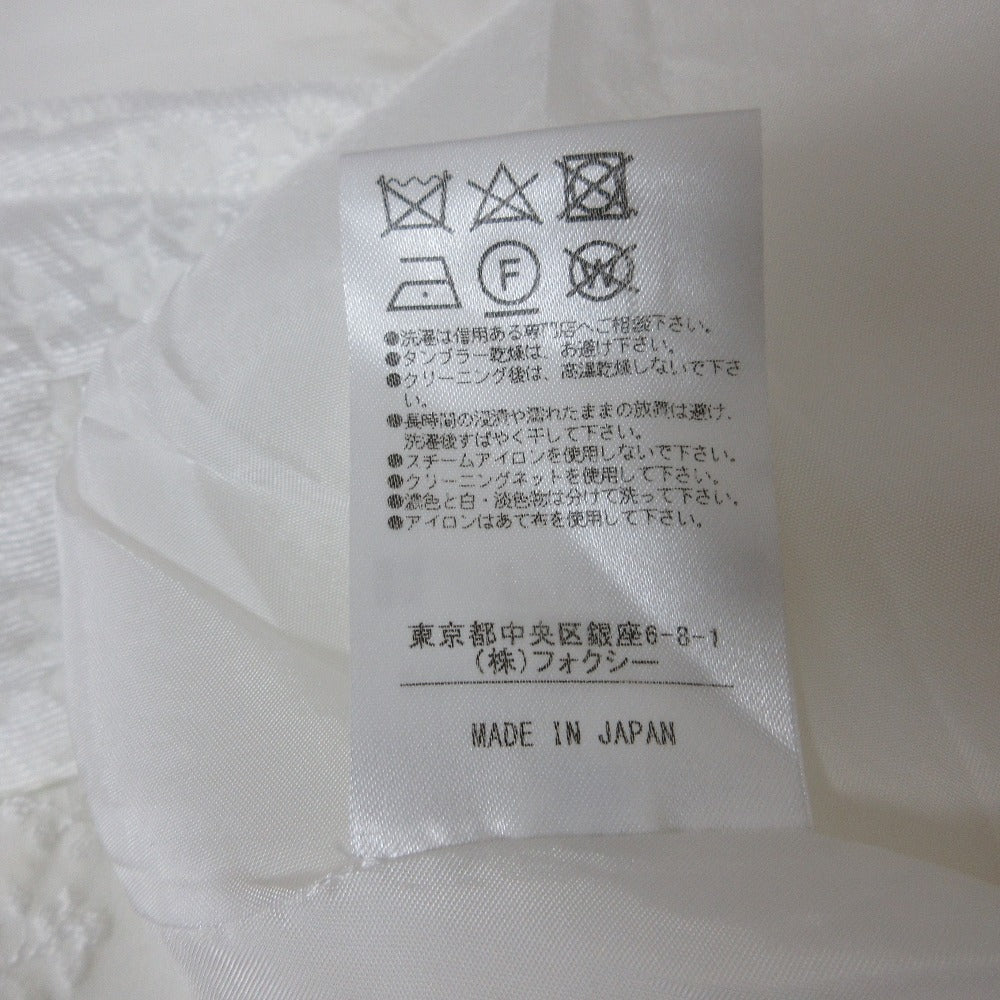 F W
●洗濯は信用ある専門店へご相談下さい。
●タンブラー乾燥は、お避け下さい。
●クリーニング後は、高温乾燥しないで下さ
い。
●長時間の浸漬や濡れたままの放置は避け、
洗濯後すばやく干して下さい。
●スチームアイロンを使用しないで下さい。
●クリーニングネットを使用して下さい。
●濃色と白・淡色物は分けて洗って下さい。
●アイロンはあて布を使用して下さい。
東京都中央区銀座6-8-1
(株)フォクシー
MADE IN JAPAN